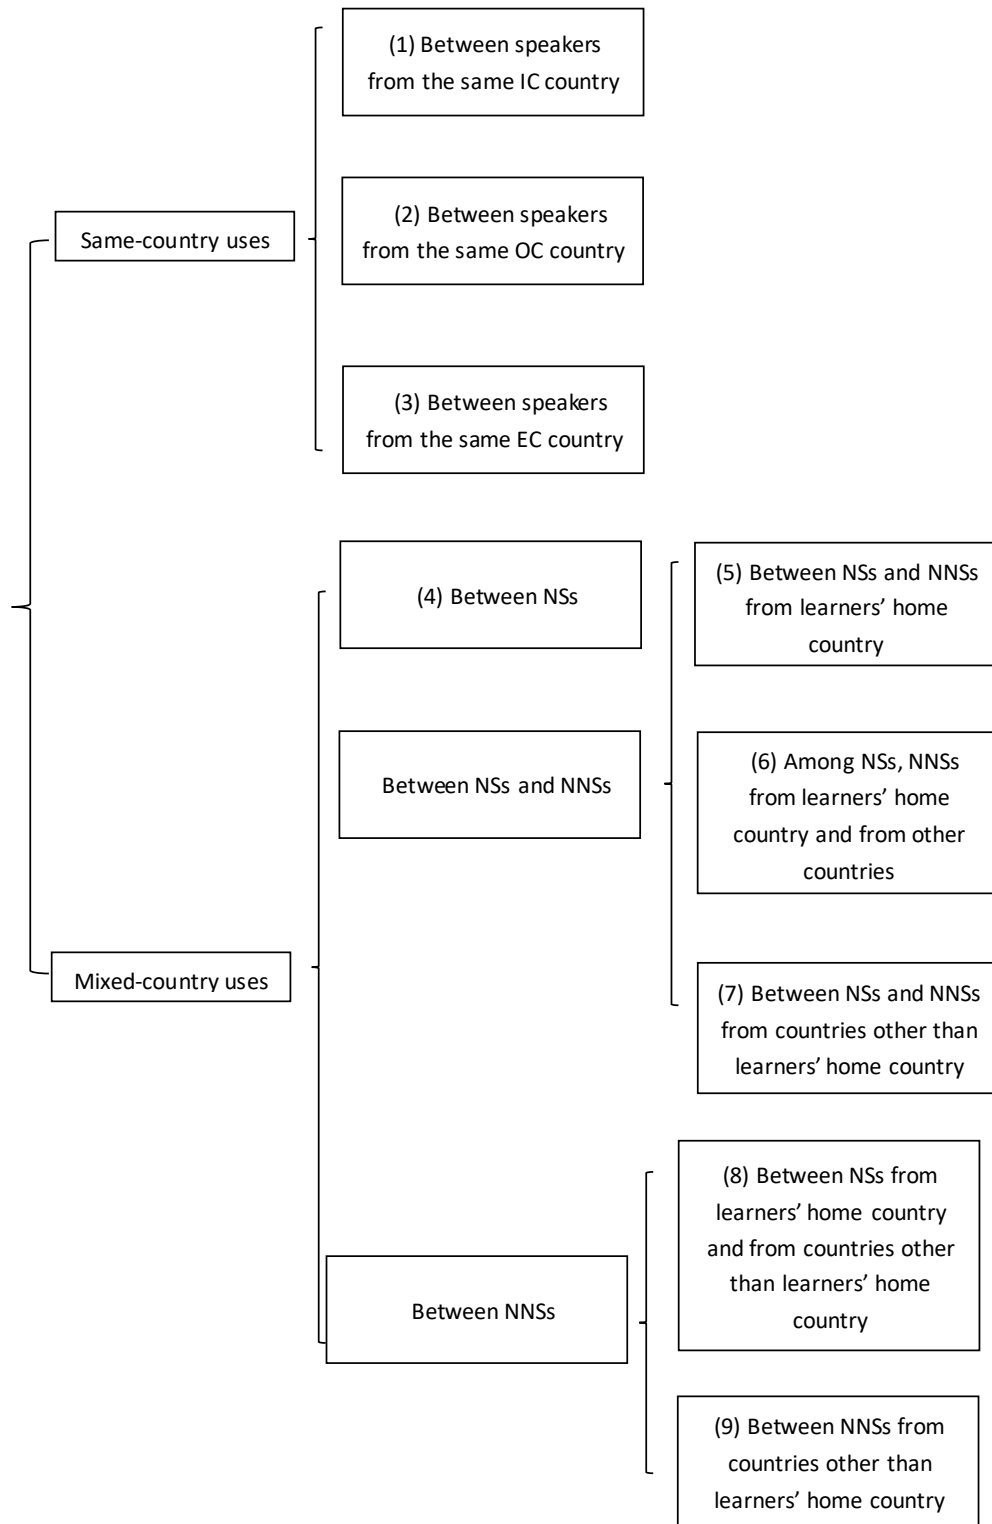 (1) Between speakers
from the same IC country
(2) Between speakers
from the same OC country
Same-country uses
(3) Between speakers
from the same EC country
(4) Between NSs
(5) Between NSs and NNSs
from learners’ home
country
Between NSs and NNSs
(6) Among NSs, NNSs
from learners’ home
country and from other
countries
Mixed-country uses
(7) Between NSs and NNSs
from countries other than
learners’ home country
Between NNSs
(8) Between NSs from
learners’ home country
and from countries other
than learners’ home
country
(9) Between NNSs from
countries other than
learners’ home country